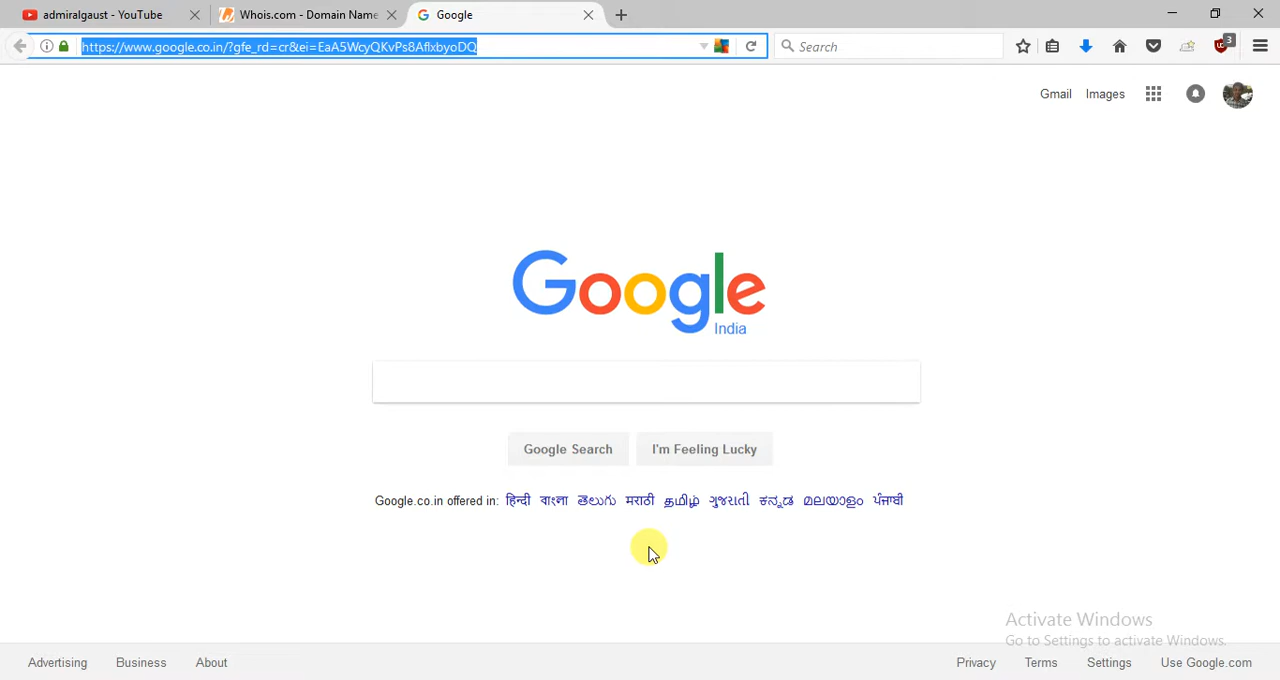 admiralgaust - YouTube
Whois.com - Domain Name
Google
https://www.google.co.in/?gfe_rd=cr&ei=EaA5WcyQKvPs8AflxbyoDQ
Search
3
Gmail Images
Google
India
Google Search I'm Feeling Lucky
Google.co.in offered in: हिन्दी বাংলা తెలుగు मराठी தமிழ் ગુજરાતી ಕನ್ನಡ മലയാളം ਪੰਜਾਬੀ
Activate Windows
Go to Settings to activate Windows.
Advertising Business About Privacy Terms Settings Use Google.com